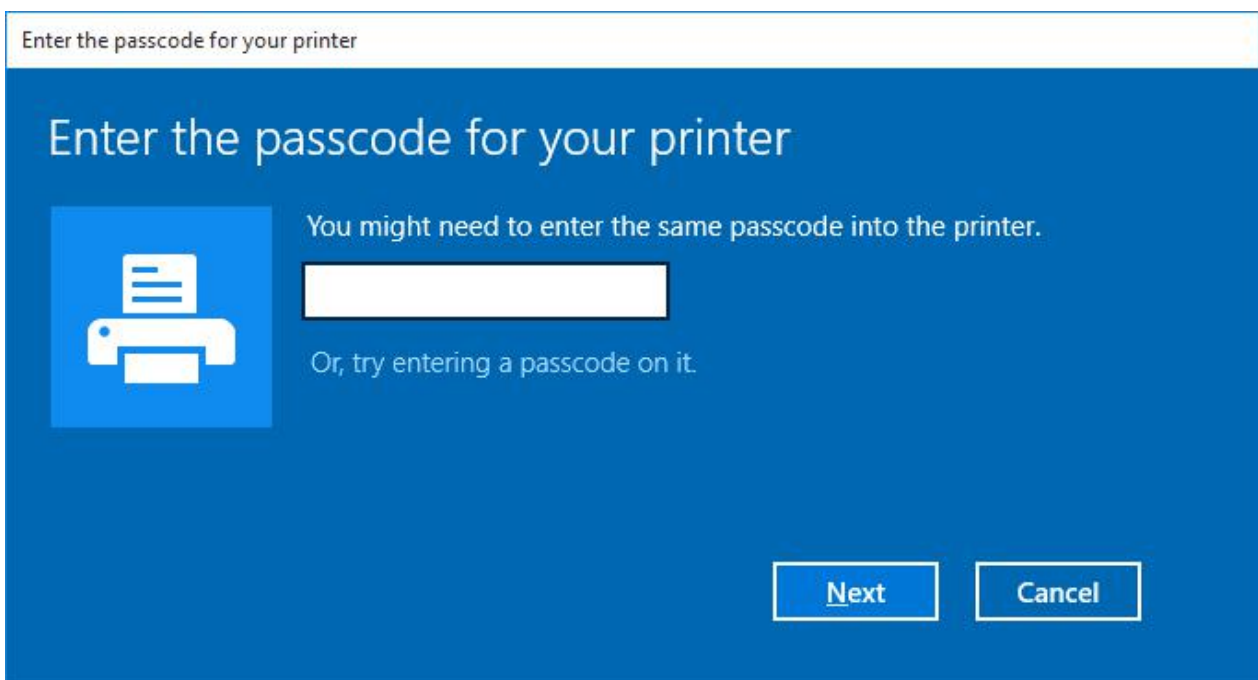 Enter the passcode for your printer
Enter the passcode for your printer
You might need to enter the same passcode into the printer.
Or, try entering a passcode on it.
Next
Cancel